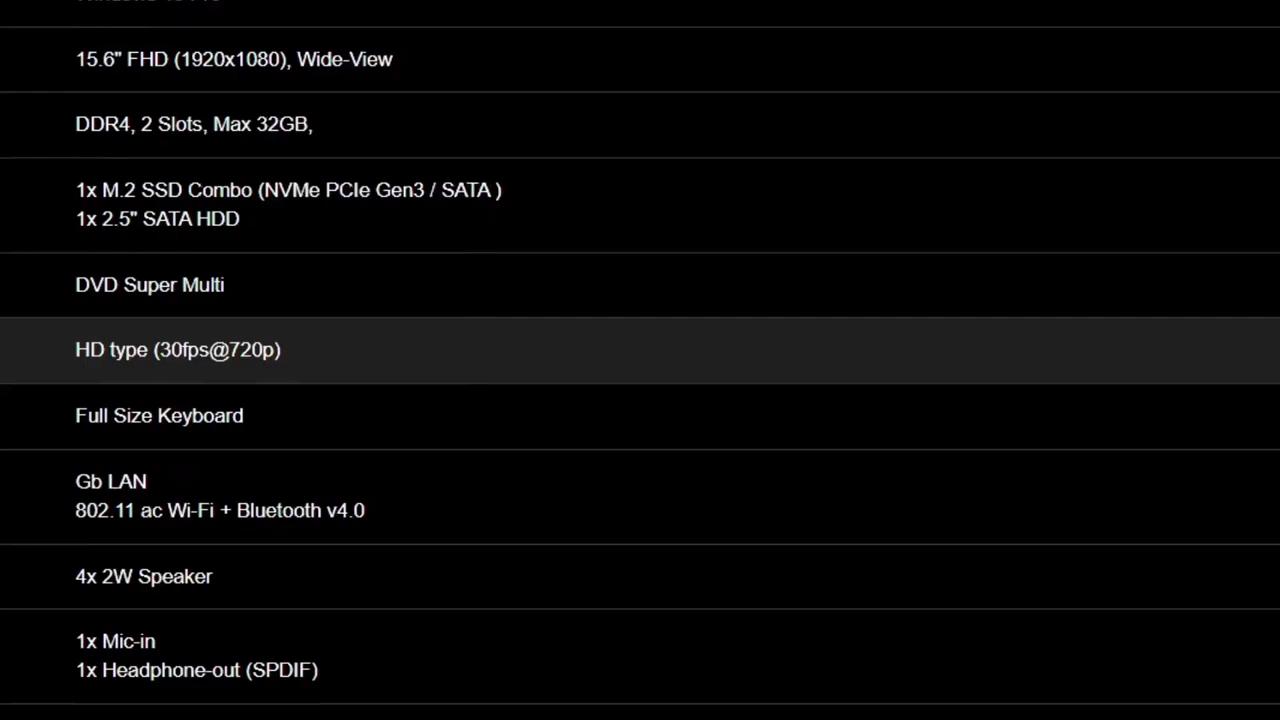 15.6" FHD (1920x1080), Wide-View
DDR4, 2 Slots, Max 32GB,
1x M.2 SSD Combo (NVMe PCIe Gen3 / SATA )
1x 2.5" SATA HDD
DVD Super Multi
HD type (30fps@720p)
Full Size Keyboard
Gb LAN
802.11 ac Wi-Fi + Bluetooth v4.0
4x 2W Speaker
1x Mic-in
1x Headphone-out (SPDIF)